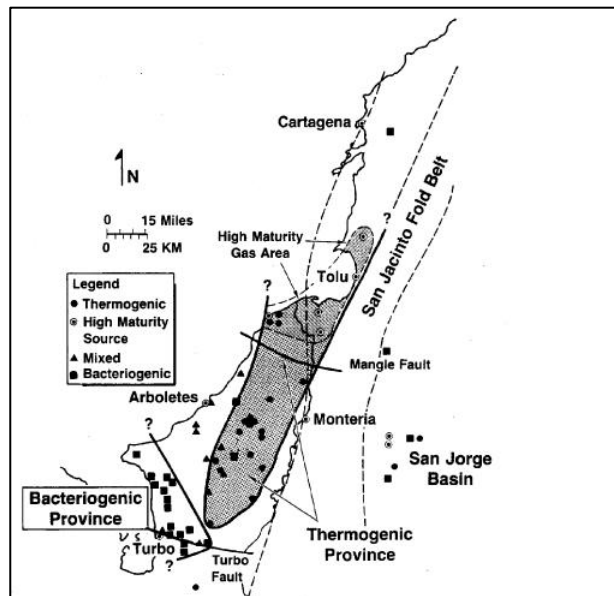 Cartagena
N
0 15 Miles
0 25 KM
High Maturity
Gas Area
?
San Jacinto Fold Belt
Tolu
?
Legend
Thermogenic
High Maturity
Source
Mixed
Bacteriogenic
Mangle Fault
Arboletes
?
Monteria
San Jorge
Basin
Bacteriogenic
Province
Thermogenic
Province
Turbo
?
Turbo
Fault